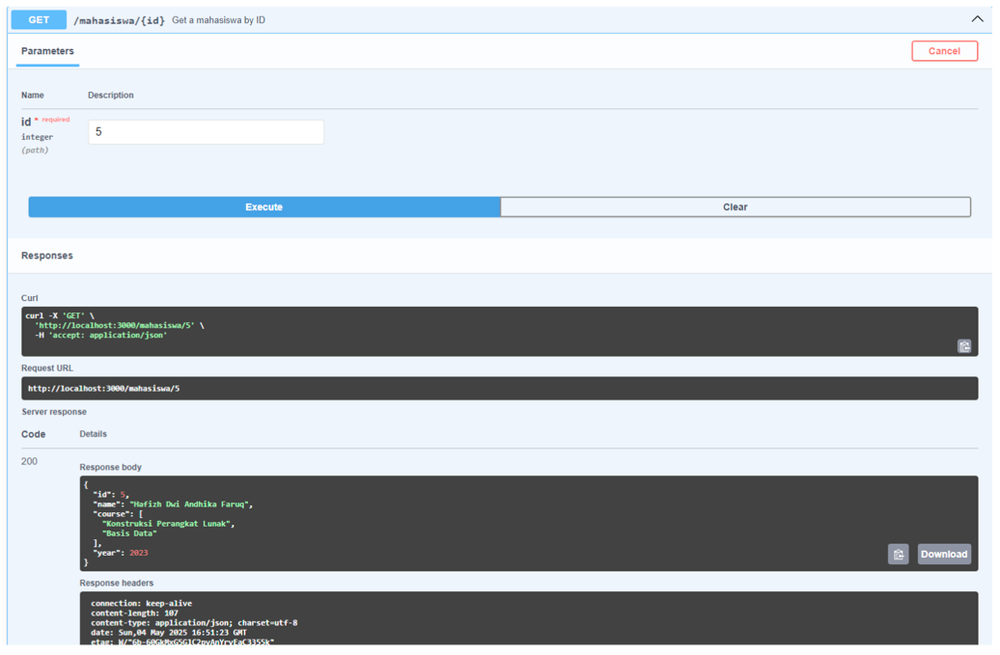 GET /mahasiswa/{id} Get a mahasiswa by ID
Parameters
Cancel
Name Description
id * required
integer
(path)
5
Execute Clear
Responses
Curl
curl -X 'GET' \
'http://localhost:3000/mahasiswa/5' \
-H 'accept: application/json'
Request URL
http://localhost:3000/mahasiswa/5
Server response
Code Details
200
Response body
{
"id": 5,
"name": "Hafizh Dwi Andhika Faruq",
"course": [
"Konstruksi Perangkat Lunak",
"Basis Data"
],
"year": 2023
}
Download
Response headers
connection: keep-alive
content-length: 107
content-type: application/json; charset=utf-8
date: Sun,04 May 2025 16:51:23 GMT
etag: